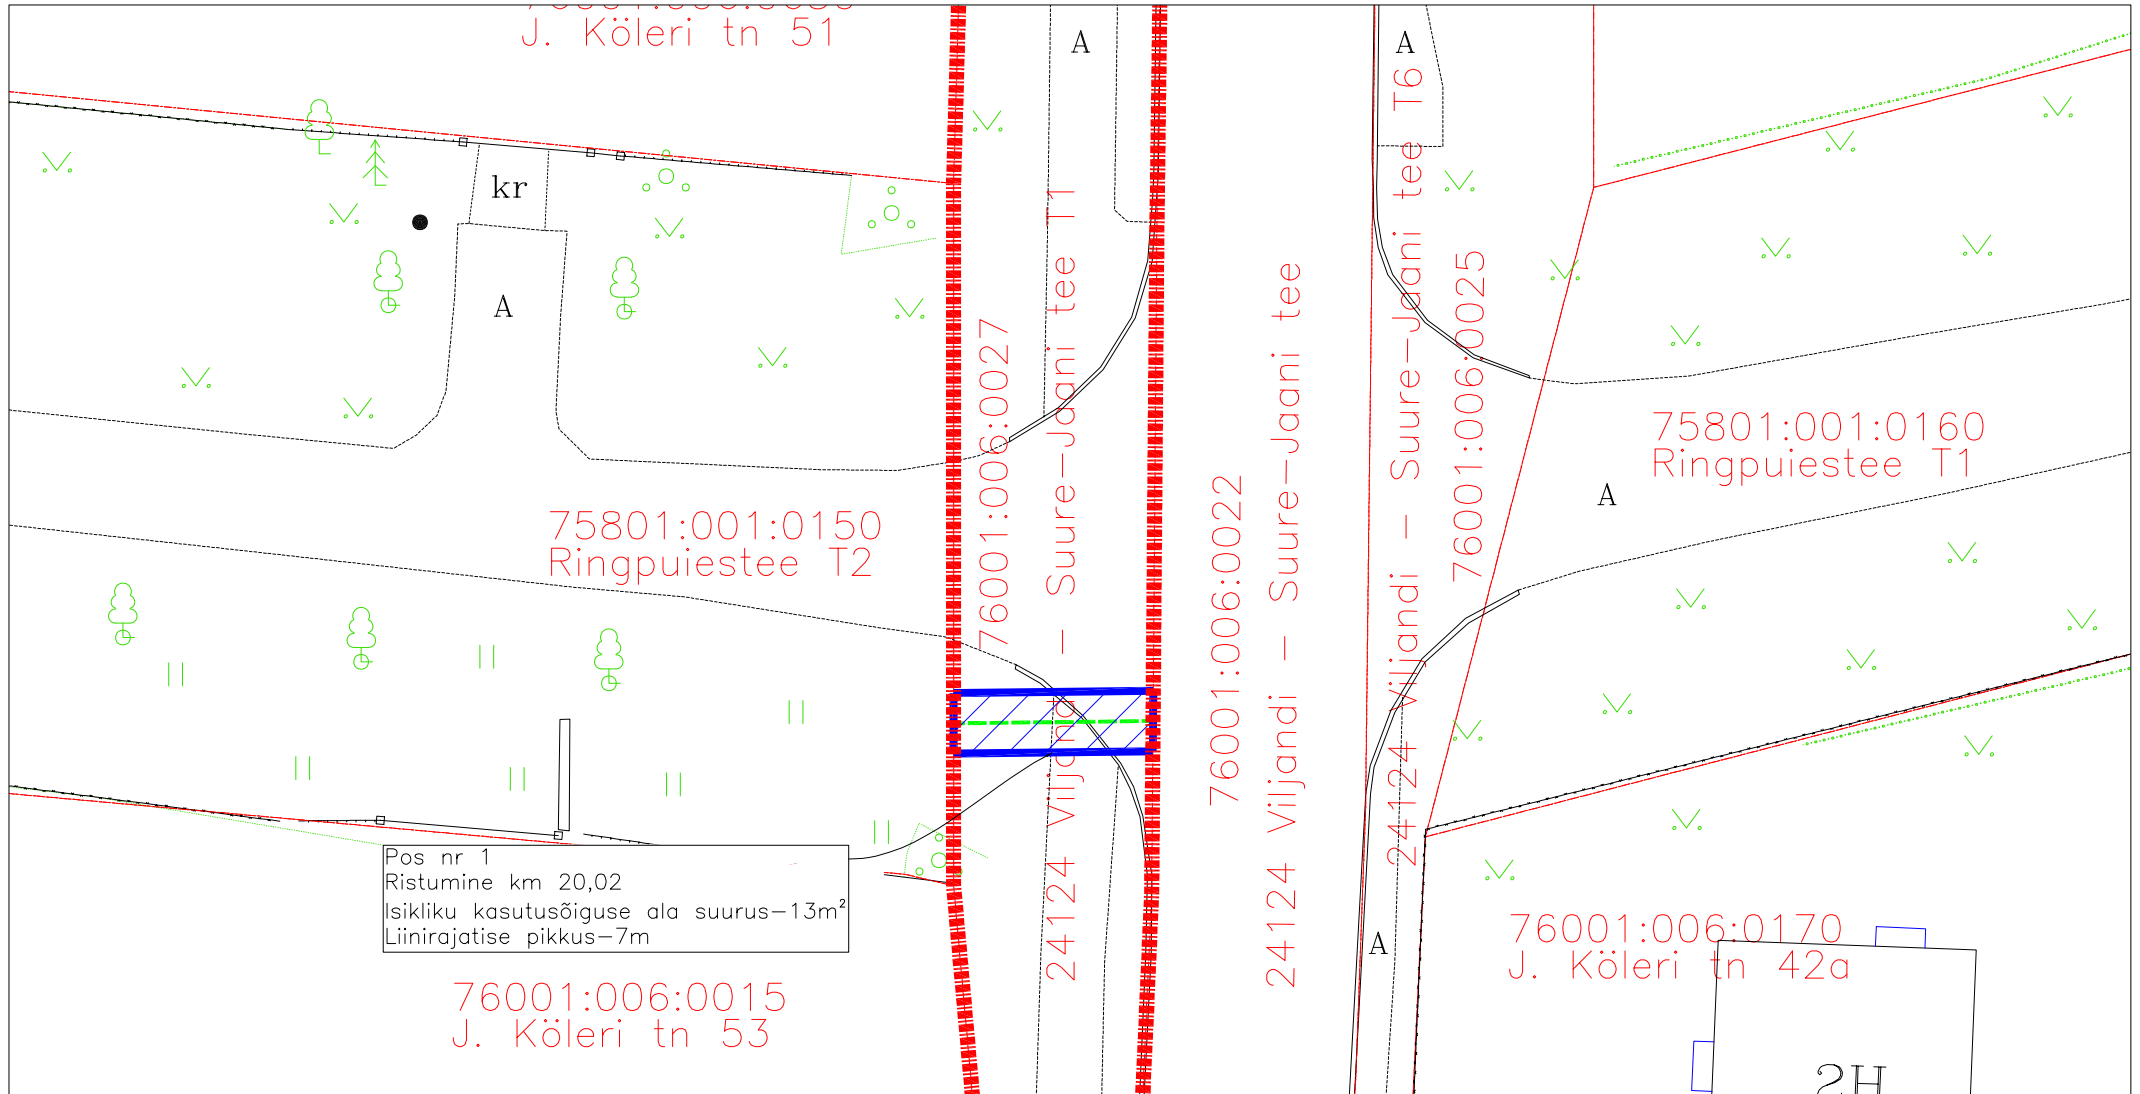 J. Köleri tn 51
A
A
kr
A
76001:006:0027
24124 Viljandi - Suure-Jaani tee T1
76001:006:0022
24124 Viljandi - Suure-Jaani tee
24124 Viljandi - Suure-Jaani tee T6
76001:006:0025
75801:001:0160
Ringpuiestee T1
A
75801:001:0150
Ringpuiestee T2
Pos nr 1
Ristumine km 20,02
Isikliku kasutusõiguse ala suurus-13m²
Liinirajatise pikkus-7m
76001:006:0015
J. Köleri tn 53
A
76001:006:0170
J. Köleri tn 42a